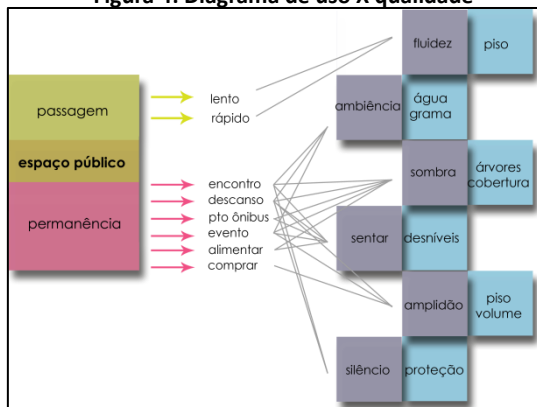 Figura 4: Diagrama de uso X qualidade
passagem
espaço público
permanência
lento
rápido
encontro
descanso
pto ônibus
evento
alimentar
comprar
fluidez
piso
ambiência
água
grama
sombra
árvores
cobertura
sentar
desníveis
amplidão
piso
volume
silêncio
proteção